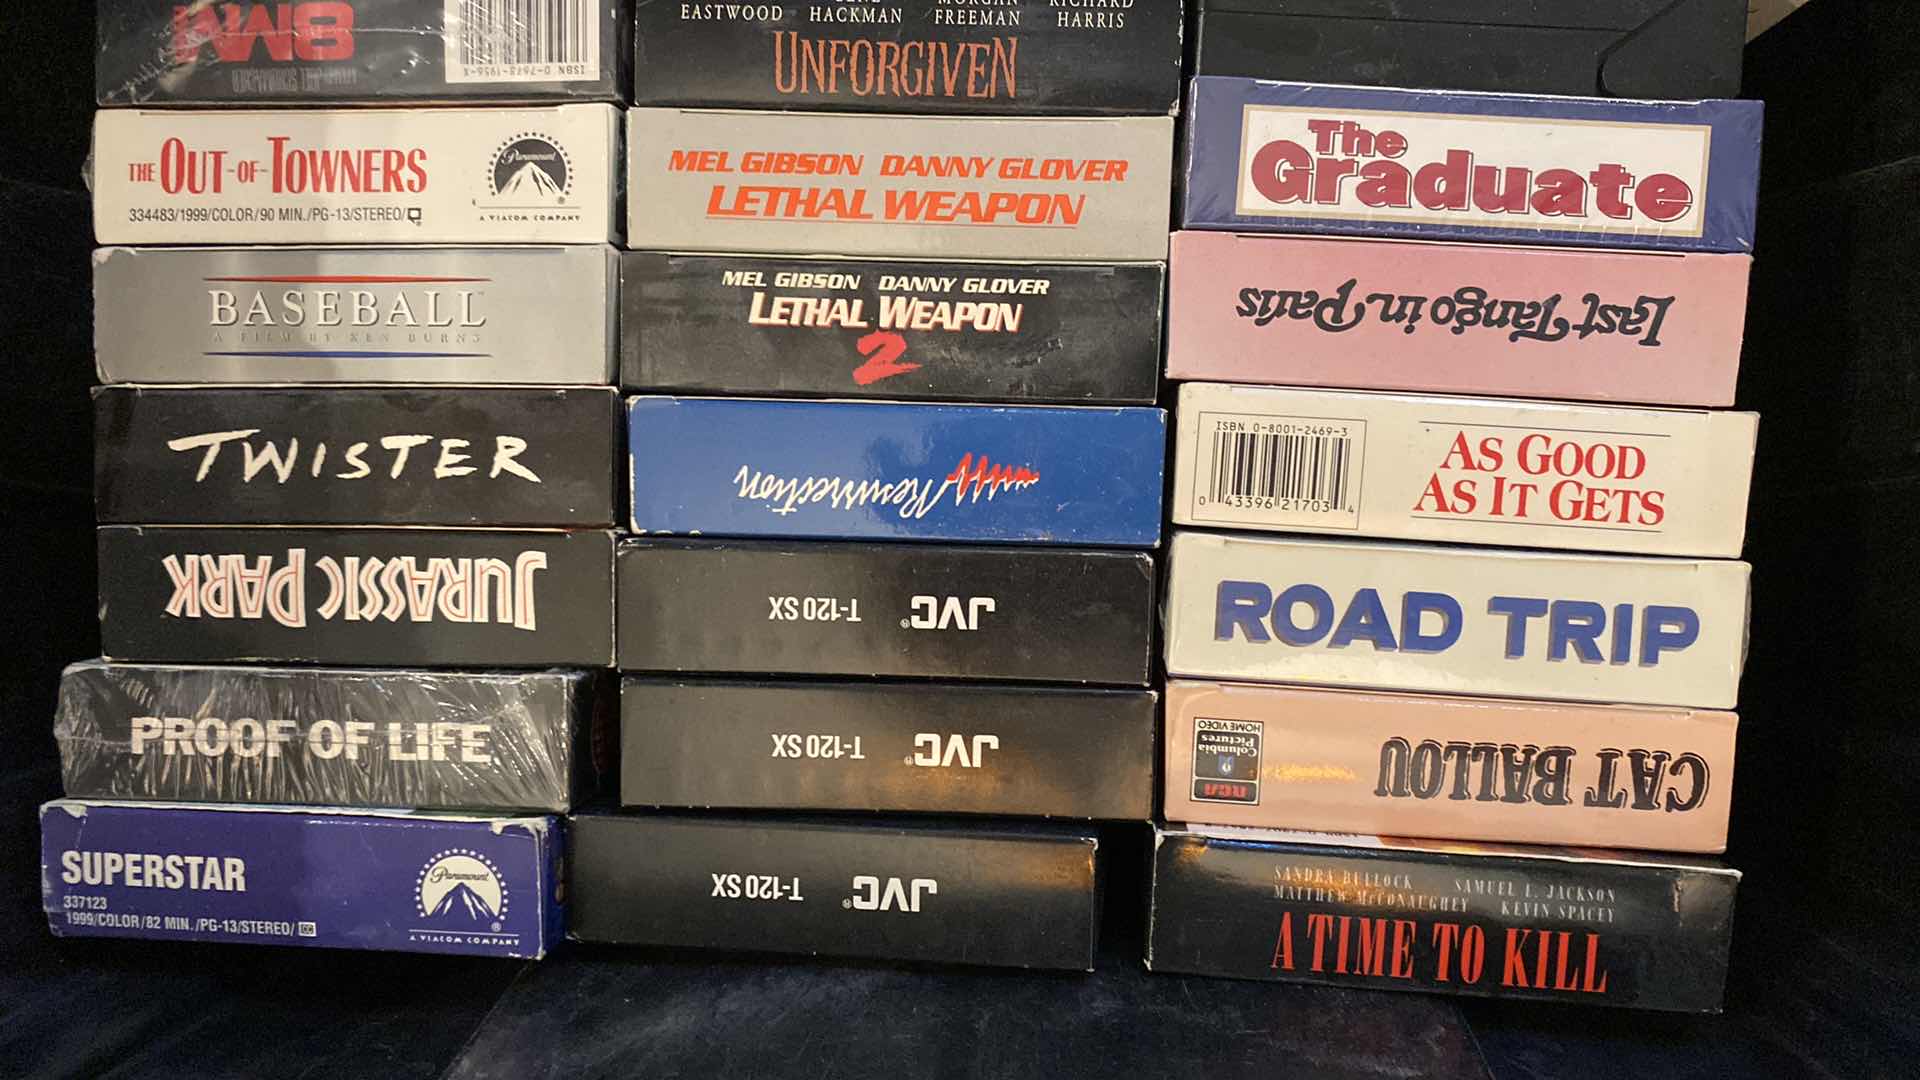 8MM
ISBN 0-7678-1956-X
THE OUT-OF-TOWNERS
334483/1999/COLOR/90 MIN./PG-13/STEREO/
Paramount
®
A VIACOM COMPANY
BASEBALL
A FILM BY KEN BURNS
TWISTER
JURASSIC PARK
PROOF OF LIFE
SUPERSTAR
337123
1999/COLOR/82 MIN./PG-13/STEREO/ CC
Paramount
®
A VIACOM COMPANY
MORGAN RICHARD
EASTWOOD HACKMAN FREEMAN HARRIS
UNFORGIVEN
MEL GIBSON DANNY GLOVER
LETHAL WEAPON
MEL GIBSON DANNY GLOVER
LETHAL WEAPON
2
Resurrection
JVC® T-120 SX
JVC® T-120 SX
JVC® T-120 SX
The
Graduate
Last Tango in Paris
ISBN 0-8001-2469-3
0 43396 21703 4
AS GOOD
AS IT GETS
ROAD TRIP
CAT BALLOU
RCA
Columbia
Pictures
HOME VIDEO
SANDRA BULLOCK SAMUEL L. JACKSON
MATTHEW McCONAUGHEY KEVIN SPACEY
A TIME TO KILL